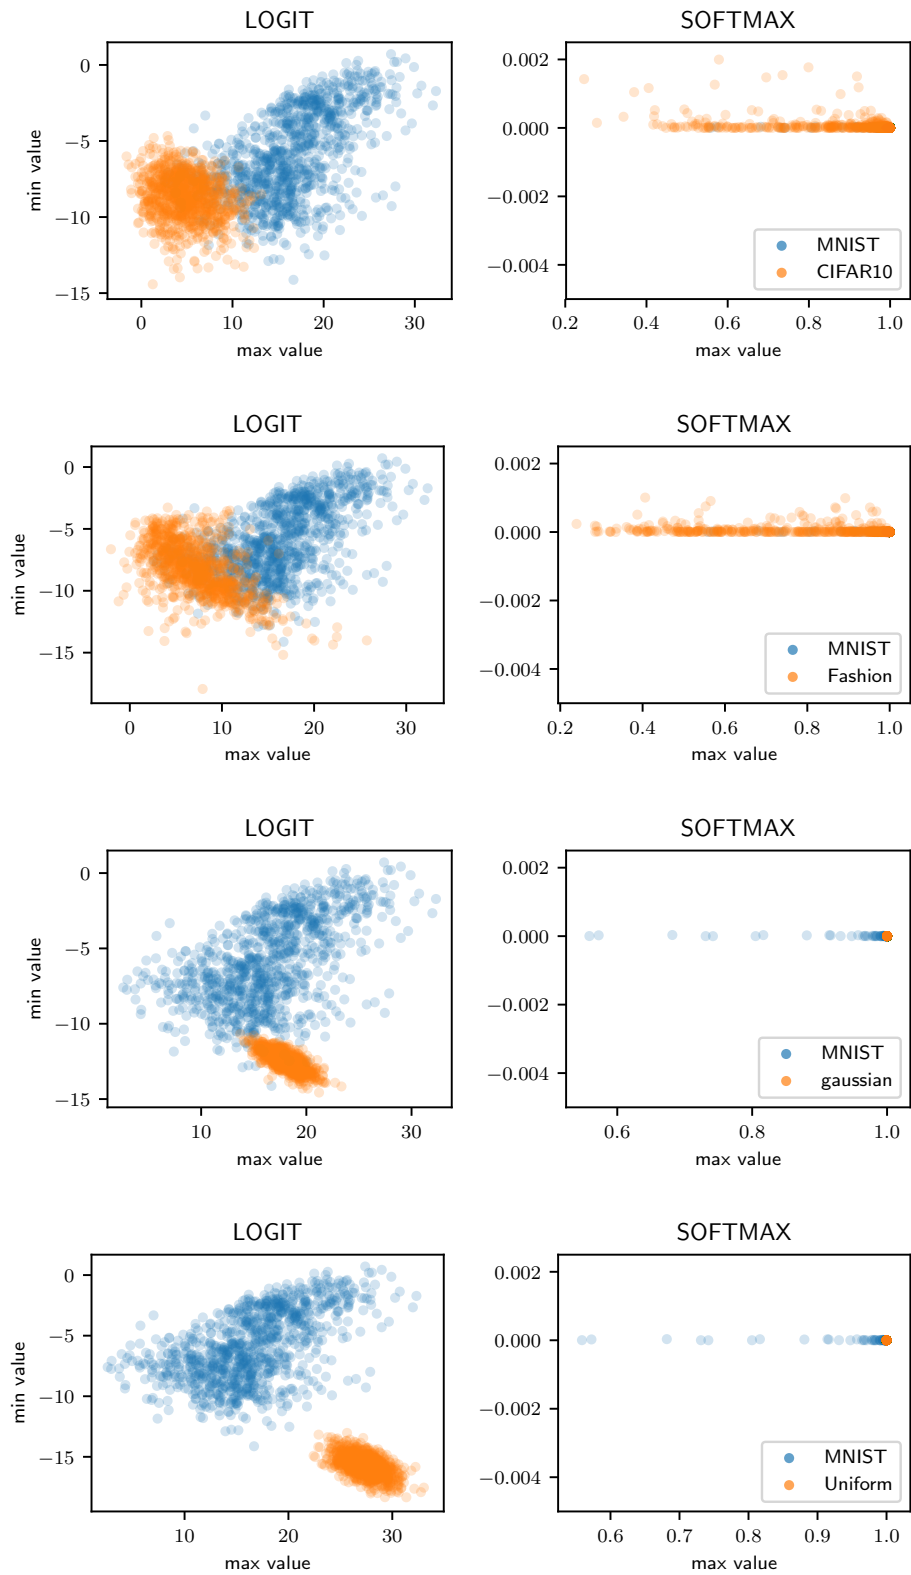 LOGIT
SOFTMAX
0
−5
−10
−15
min value
0 10 20 30
max value
0.002
0.000
−0.002
−0.004
MNIST
CIFAR10
0.2 0.4 0.6 0.8 1.0
max value
LOGIT
SOFTMAX
0
−5
−10
−15
min value
0 10 20 30
max value
0.002
0.000
−0.002
−0.004
MNIST
Fashion
0.2 0.4 0.6 0.8 1.0
max value
LOGIT
SOFTMAX
0
−5
−10
−15
min value
10 20 30
max value
0.002
0.000
−0.002
−0.004
MNIST
gaussian
0.6 0.8 1.0
max value
LOGIT
SOFTMAX
0
−5
−10
−15
min value
10 20 30
max value
0.002
0.000
−0.002
−0.004
MNIST
Uniform
0.6 0.7 0.8 0.9 1.0
max value